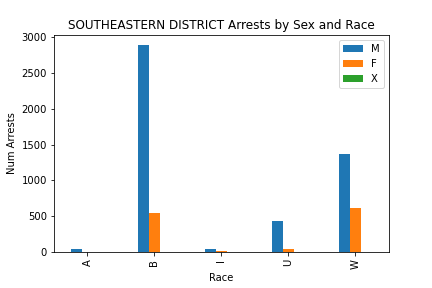 SOUTHEASTERN DISTRICT Arrests by Sex and Race
M
F
X
Num Arrests
3000
2500
2000
1500
1000
500
0
A
B
I
U
W
Race